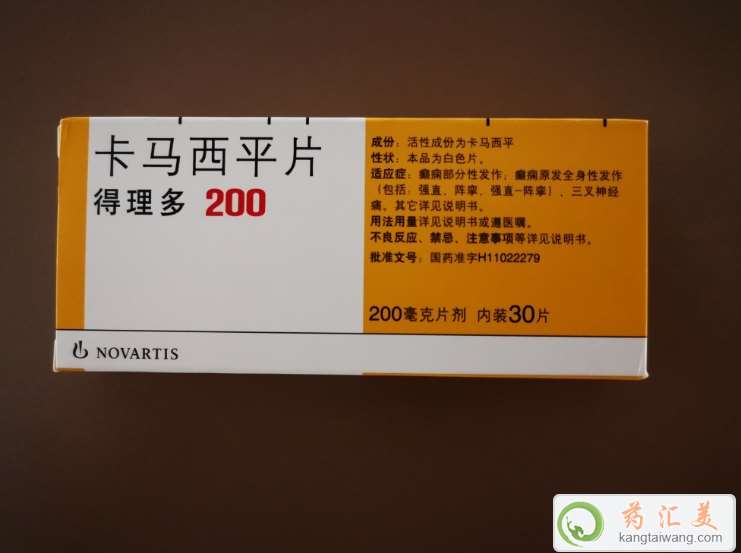 卡马西平片
得理多 200
成份：活性成份为卡马西平
性状：本品为白色片。
适应症：癫痫部分性发作；癫痫原发全身性发作
（包括：强直、阵挛、强直-阵挛）、三叉神经
痛。其它详见说明书。
用法用量详见说明书或遵医嘱。
不良反应、禁忌、注意事项等详见说明书。
批准文号：国药准字H11022279
200毫克片剂 内装30片
NOVARTIS
药汇美
kangtaiwang.com